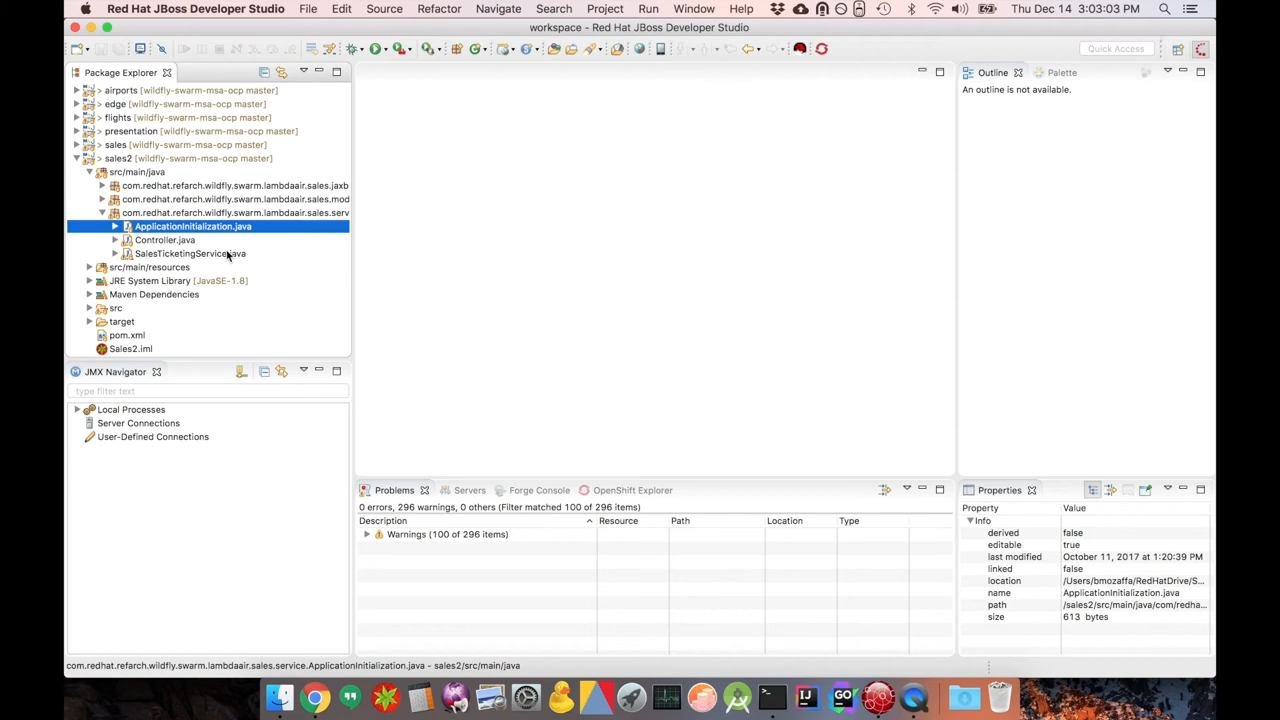 Red Hat JBoss Developer Studio File Edit Source Refactor Navigate Search Project Run Window Help Thu Dec 14 3:03:03 PM
workspace - Red Hat JBoss Developer Studio
Quick Access
Package Explorer
> airports [wildfly-swarm-msa-ocp master]
> edge [wildfly-swarm-msa-ocp master]
> flights [wildfly-swarm-msa-ocp master]
> presentation [wildfly-swarm-msa-ocp master]
> sales [wildfly-swarm-msa-ocp master]
> sales2 [wildfly-swarm-msa-ocp master]
src/main/java
com.redhat.refarch.wildfly.swarm.lambdaair.sales.jaxb
com.redhat.refarch.wildfly.swarm.lambdaair.sales.mod
com.redhat.refarch.wildfly.swarm.lambdaair.sales.serv
ApplicationInitialization.java
Controller.java
SalesTicketingService.java
src/main/resources
JRE System Library [JavaSE-1.8]
Maven Dependencies
src
target
pom.xml
Sales2.iml
Outline Palette
An outline is not available.
JMX Navigator
type filter text
Local Processes
Server Connections
User-Defined Connections
Problems Servers Forge Console OpenShift Explorer
0 errors, 296 warnings, 0 others (Filter matched 100 of 296 items)
Description Resource Path Location Type
Warnings (100 of 296 items)
Properties
Property Value
Info
derived false
editable true
last modified October 11, 2017 at 1:20:39 PM
linked false
location /Users/bmozaffa/RedHatDrive/S...
name ApplicationInitialization.java
path /sales2/src/main/java/com/redha...
size 613 bytes
com.redhat.refarch.wildfly.swarm.lambdaair.sales.service.ApplicationInitialization.java - sales2/src/main/java
IJ
GO